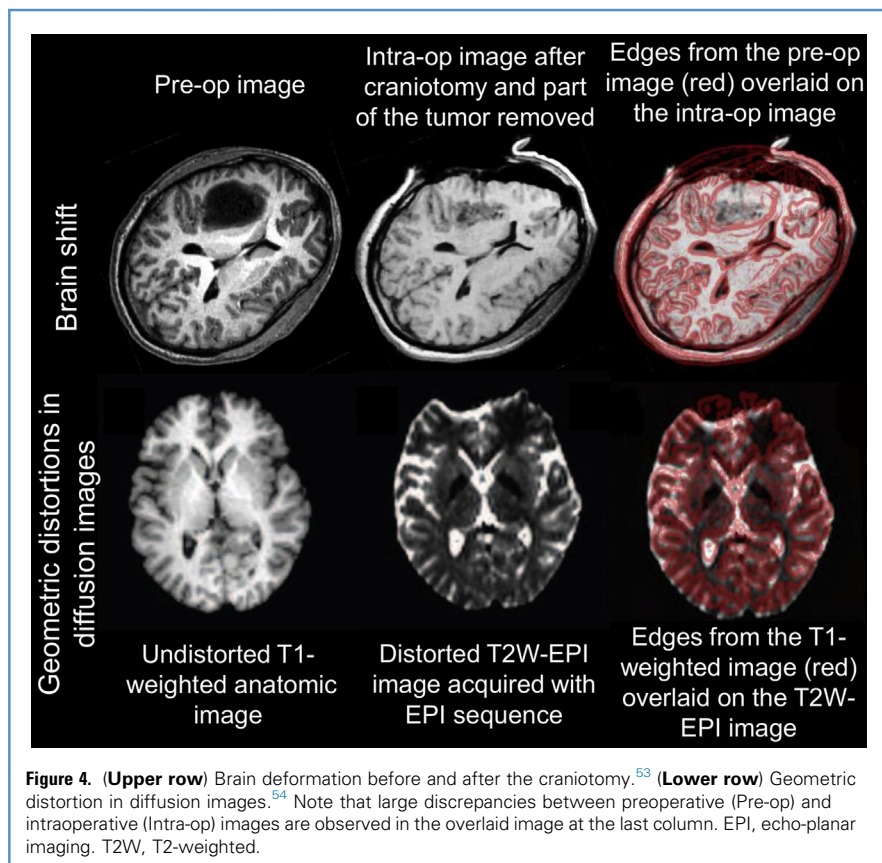 Pre-op image
Intra-op image after
craniotomy and part
of the tumor removed
Edges from the pre-op
image (red) overlaid on
the intra-op image
Brain shift
Geometric distortions in
diffusion images
Undistorted T1-
weighted anatomic
image
Distorted T2W-EPI
image acquired with
EPI sequence
Edges from the T1-
weighted image (red)
overlaid on the T2W-
EPI image
Figure 4. (Upper row) Brain deformation before and after the craniotomy.53 (Lower row) Geometric
distortion in diffusion images.54 Note that large discrepancies between preoperative (Pre-op) and
intraoperative (Intra-op) images are observed in the overlaid image at the last column. EPI, echo-planar
imaging. T2W, T2-weighted.